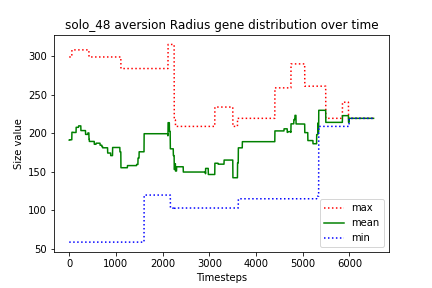 solo_48 aversion Radius gene distribution over time
Size value
300
250
200
150
100
50
0
1000
2000
3000
4000
5000
6000
Timesteps
max
mean
min